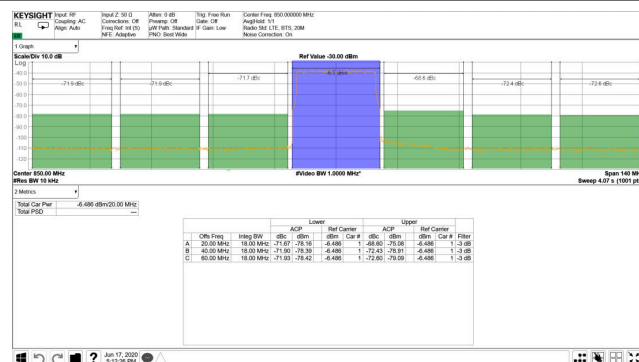 KEYSIGHT Input: RF Input Z: 50 Ω Atten: 0 dB Trig: Free Run Center Freq: 850.000000 MHz
RL Coupling: AC Corrections: Off Preamp: Off Gate: Off Avg|Hold: 1/1
Align: Auto Freq Ref: Int (S) µW Path: Standard IF Gain: Low Radio Std: LTE, BTS, 20M
NFE: Adaptive PNO: Best Wide Noise Correction: On
1 Graph
Scale/Div 10.0 dB Ref Value -30.00 dBm
Log
-40.0
-50.0
-60.0
-70.0
-80.0
-90.0
-100
-110
-120
-71.9 dBc -71.9 dBc -71.7 dBc -68.6 dBc -72.4 dBc -72.6 dBc
Center 850.00 MHz #Video BW 1.0000 MHz* Span 140 MH
#Res BW 10 kHz Sweep 4.07 s (1001 pt
2 Metrics
Total Car Pwr -6.486 dBm/20.00 MHz
Total PSD ---
Lower Upper
ACP Ref Carrier ACP Ref Carrier
Offs Freq Integ BW dBc dBm dBm Car # dBc dBm dBm Car # Filter
A 20.00 MHz 18.00 MHz -71.67 -78.16 -6.486 1 -68.60 -75.08 -6.486 1 -3 dB
B 40.00 MHz 18.00 MHz -71.90 -78.39 -6.486 1 -72.43 -78.91 -6.486 1 -3 dB
C 60.00 MHz 18.00 MHz -71.93 -78.42 -6.486 1 -72.60 -79.09 -6.486 1 -3 dB
? Jun 17, 2020
5:12:26 PM